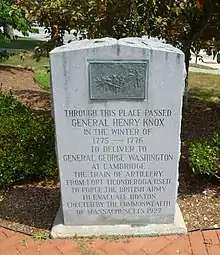 THROUGH THIS PLACE PASSED
GENERAL HENRY KNOX
IN THE WINTER OF
1775 — 1776
TO DELIVER TO
GENERAL GEORGE WASHINGTON
AT CAMBRIDGE
THE TRAIN OF ARTILLERY
FROM FORT TICONDEROGA USED
TO FORCE THE BRITISH ARMY
TO EVACUATE BOSTON
ERECTED BY THE COMMONWEALTH
OF MASSACHUSETTS 1927